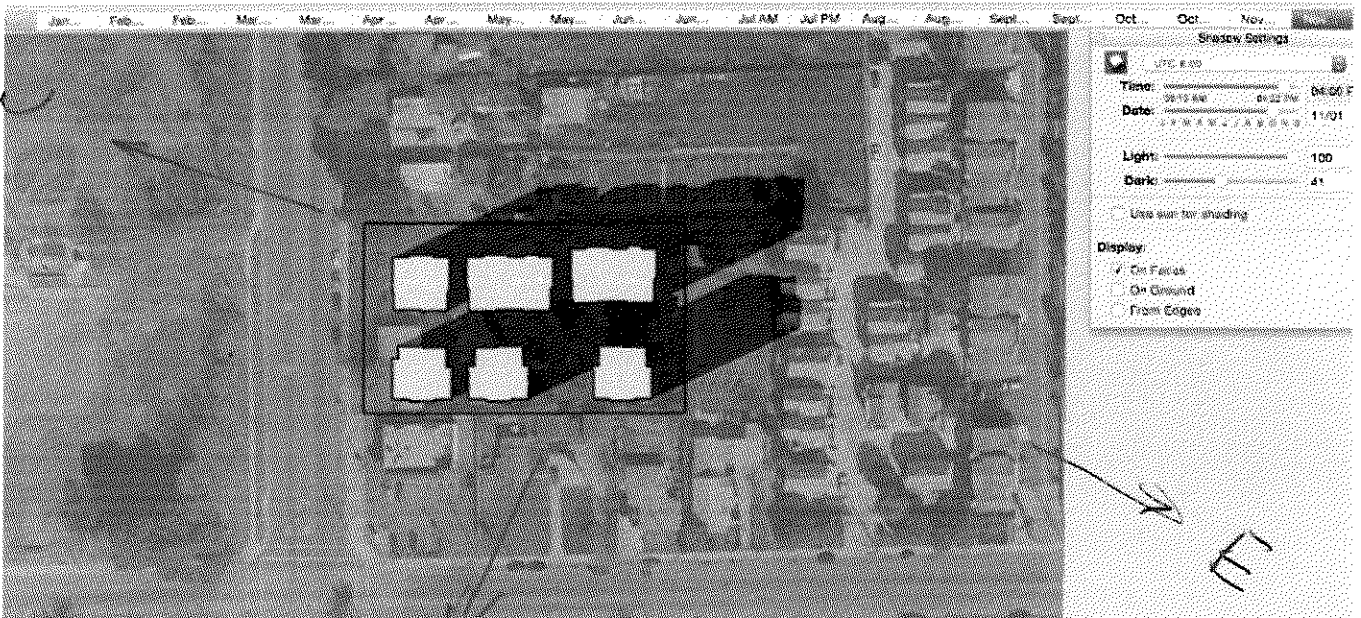 Jan... Feb... Feb... Mar... Mar... Apr... Apr... May... May... Jun... Jun... Jul AM Jul PM Aug... Aug... Sept... Sept... Oct... Oct... Nov...
Shadow Settings
Time: 04:00 P
Date: 11/01
Light: 100
Dark: 41
Use sun for shading
Display:
✓ On Faces
On Ground
From Edges
E